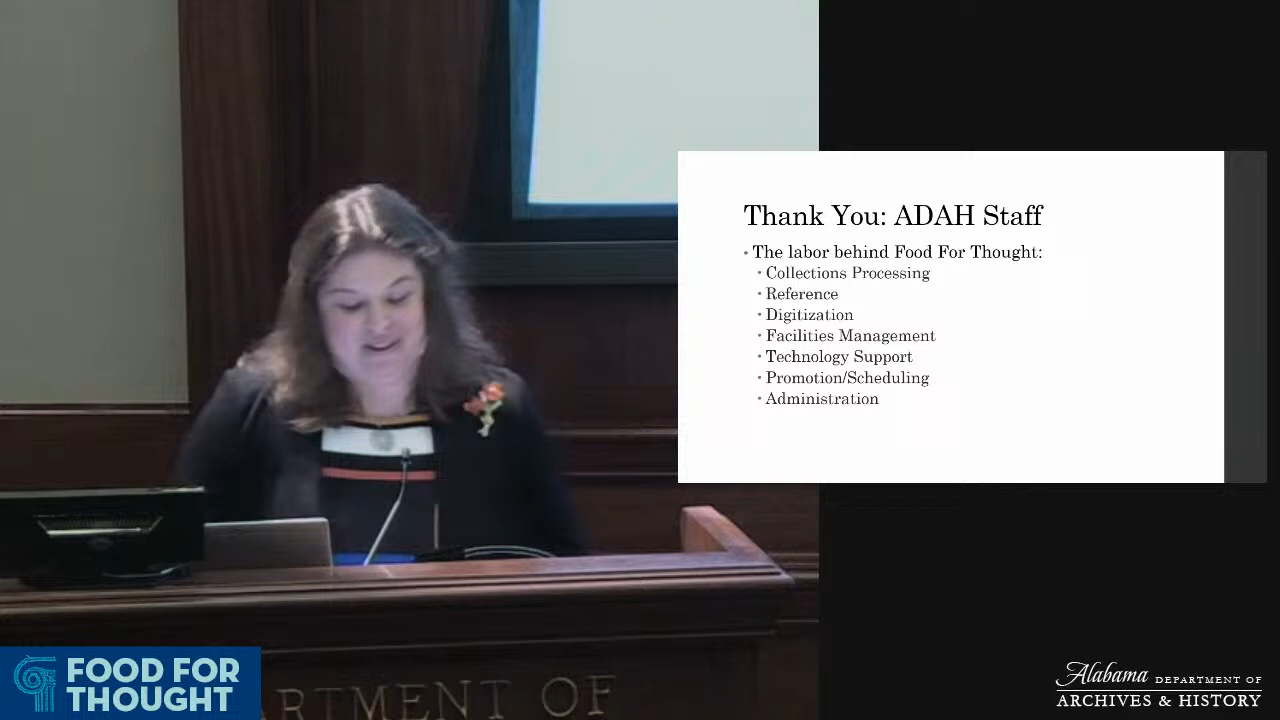 Thank You: ADAH Staff
• The labor behind Food For Thought:
• Collections Processing
• Reference
• Digitization
• Facilities Management
• Technology Support
• Promotion/Scheduling
• Administration
FOOD FOR
THOUGHT
RTMENT OF
Alabama DEPARTMENT OF
ARCHIVES & HISTORY